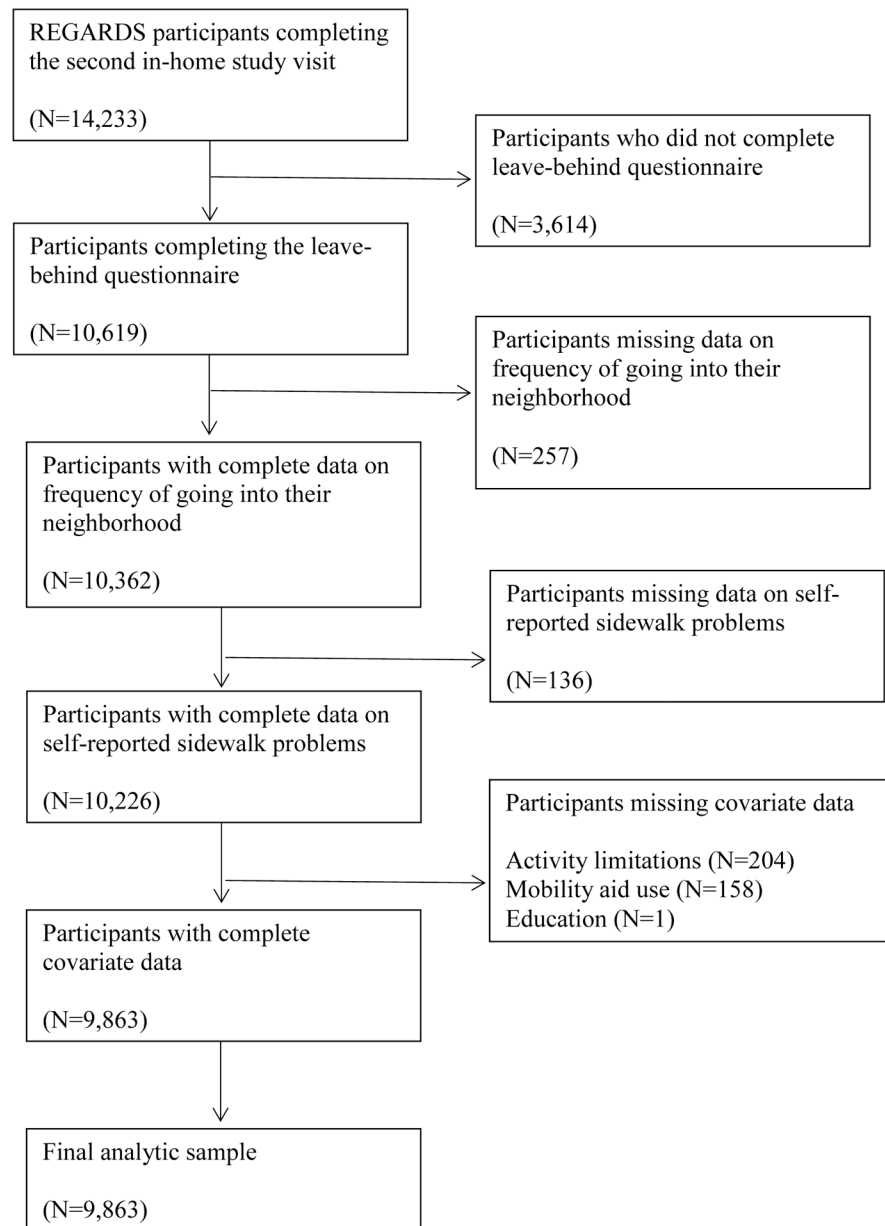 REGARDS participants completing
the second in-home study visit
(N=14,233)
Participants who did not complete
leave-behind questionnaire
(N=3,614)
Participants completing the leave-
behind questionnaire
(N=10,619)
Participants missing data on
frequency of going into their
neighborhood
(N=257)
Participants with complete data on
frequency of going into their
neighborhood
(N=10,362)
Participants missing data on self-
reported sidewalk problems
(N=136)
Participants with complete data on
self-reported sidewalk problems
(N=10,226)
Participants missing covariate data
Activity limitations (N=204)
Mobility aid use (N=158)
Education (N=1)
Participants with complete
covariate data
(N=9,863)
Final analytic sample
(N=9,863)